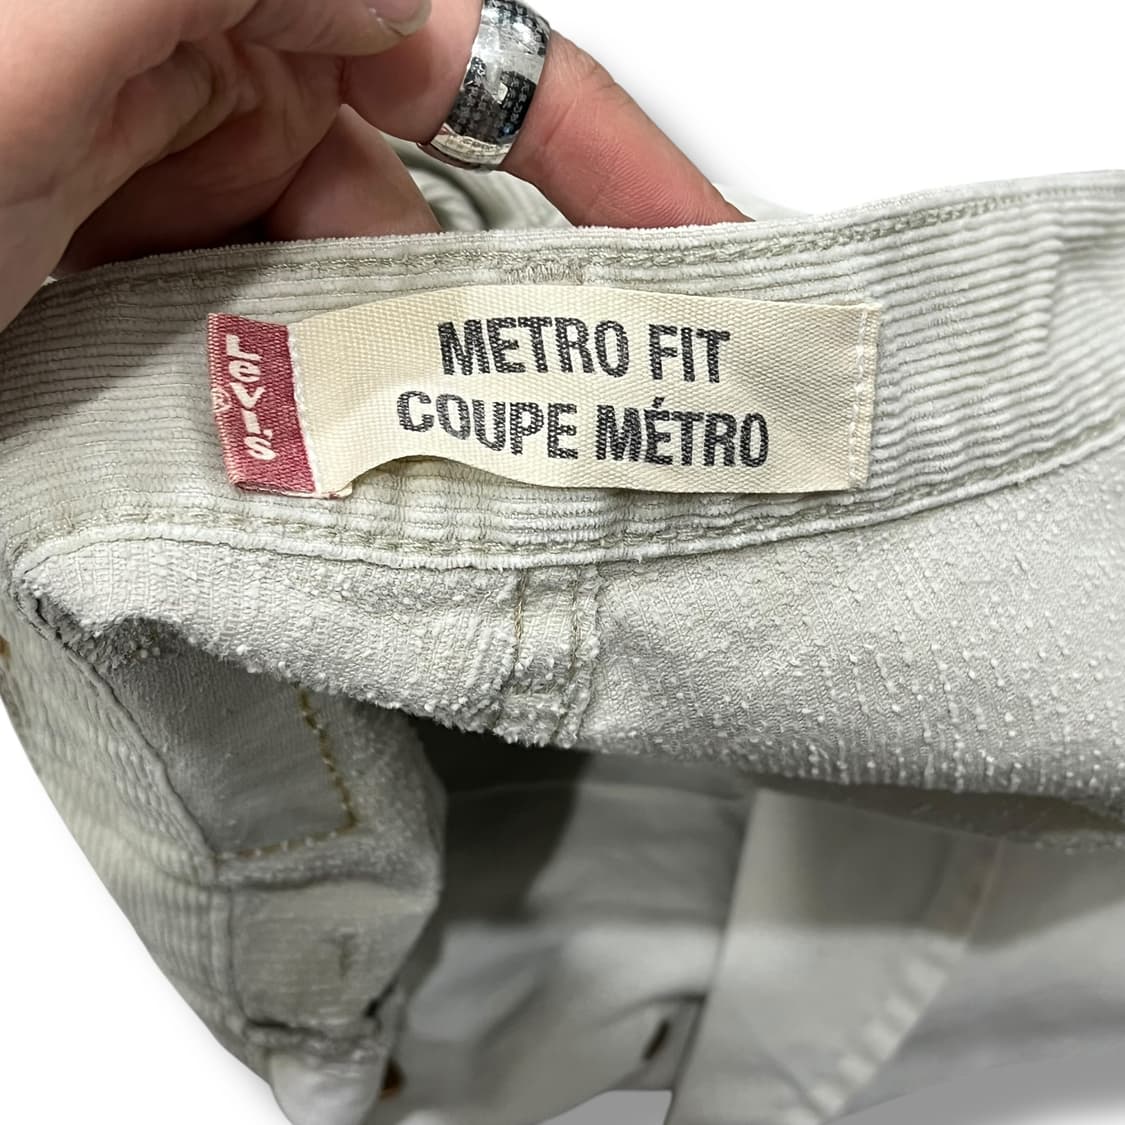 Levi's
®
METRO FIT
COUPE MÉTRO